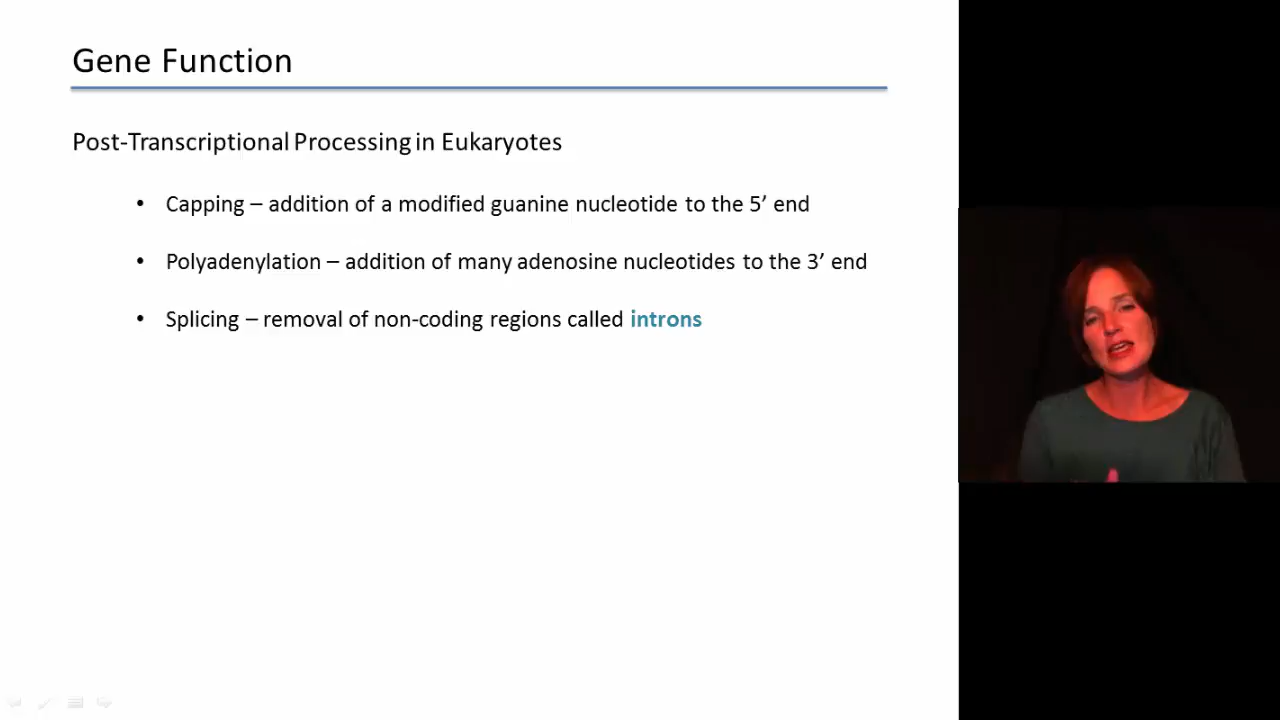 Gene Function
Post-Transcriptional Processing in Eukaryotes
• Capping – addition of a modified guanine nucleotide to the 5’ end
• Polyadenylation – addition of many adenosine nucleotides to the 3’ end
• Splicing – removal of non-coding regions called introns